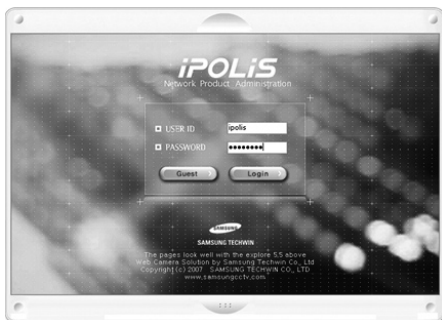 iPOLiS
Network Product Administration
USER ID ipolis
PASSWORD ••••••••
Guest Login
SAMSUNG
SAMSUNG TECHWIN
The pages look well with the explore 5,5 above
Web Camera Solution by Samsung Techwin Co,, Ltd
Copyright(c) 2007 SAMSUNG TECHWIN CO,, LTD
www.samsungcctv.com